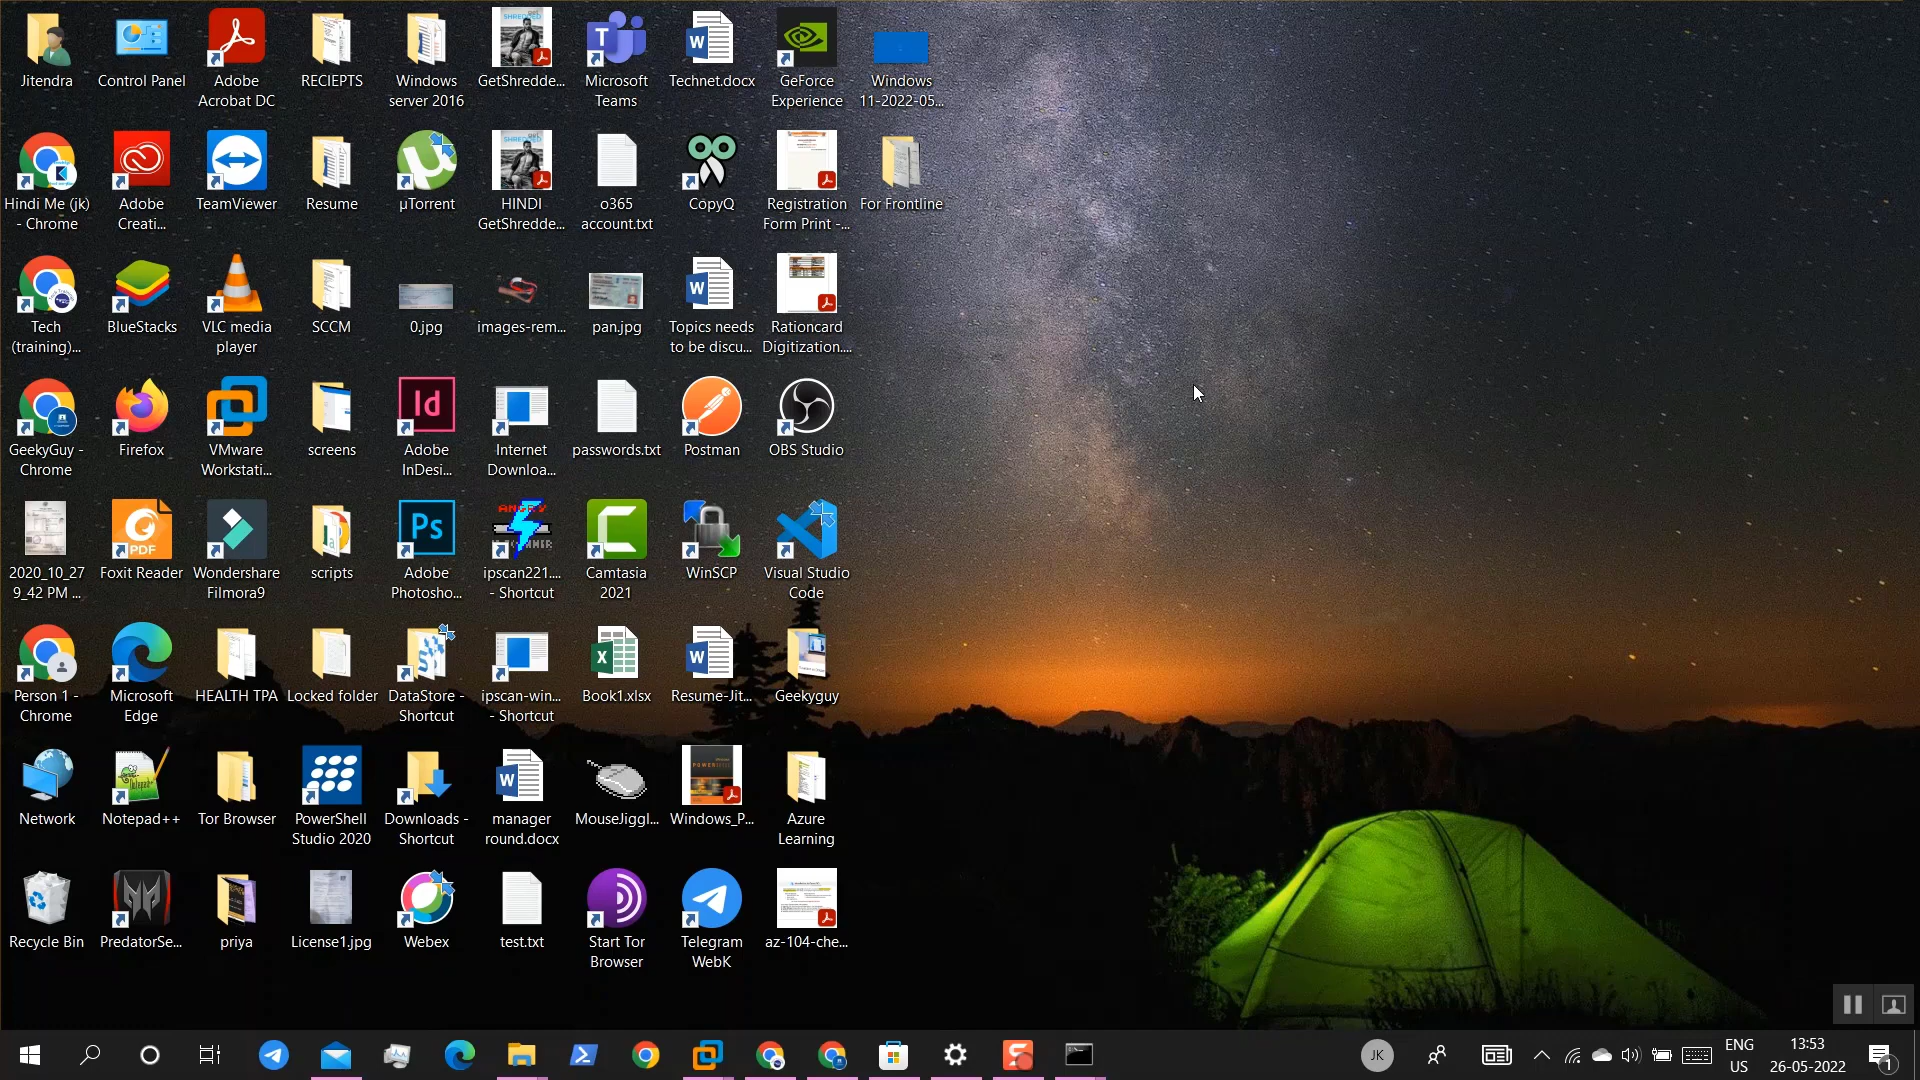 Jitendra
Control Panel
Adobe
Acrobat DC
RECIEPTS
Windows
server 2016
GetShredde...
Microsoft
Teams
Technet.docx
GeForce
Experience
Windows
11-2022-05...
Hindi Me (jk)
- Chrome
Adobe
Creati...
TeamViewer
Resume
µTorrent
HINDI
GetShredde...
o365
account.txt
CopyQ
Registration
Form Print -...
For Frontline
Tech
(training)...
BlueStacks
VLC media
player
SCCM
0.jpg
images-rem...
pan.jpg
Topics needs
to be discu...
Rationcard
Digitization....
GeekyGuy -
Chrome
Firefox
VMware
Workstati...
screens
Adobe
InDesi...
Internet
Downloa...
passwords.txt
Postman
OBS Studio
2020_10_27
9_42 PM ...
Foxit Reader
Wondershare
Filmora9
scripts
Adobe
Photosho...
ipscan221....
- Shortcut
Camtasia
2021
WinSCP
Visual Studio
Code
Person 1 -
Chrome
Microsoft
Edge
HEALTH TPA
Locked folder
DataStore -
Shortcut
ipscan-win...
- Shortcut
Book1.xlsx
Resume-Jit...
Geekyguy
Network
Notepad++
Tor Browser
PowerShell
Studio 2020
Downloads -
Shortcut
manager
round.docx
MouseJiggl...
Windows_P...
Azure
Learning
Recycle Bin
PredatorSe...
priya
License1.jpg
Webex
test.txt
Start Tor
Browser
Telegram
WebK
az-104-che...
JK
ENG
US
13:53
26-05-2022
1